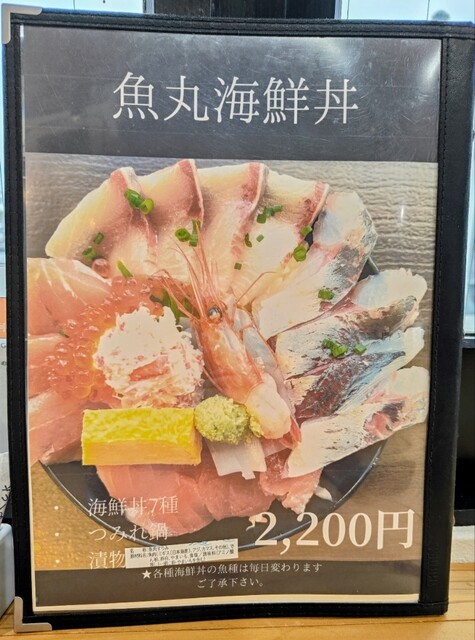 魚丸海鮮丼
海鮮丼7種
つみれ鍋
漬物
2,200円
★各種海鮮丼の魚種は毎日変わります
ご了承下さい。